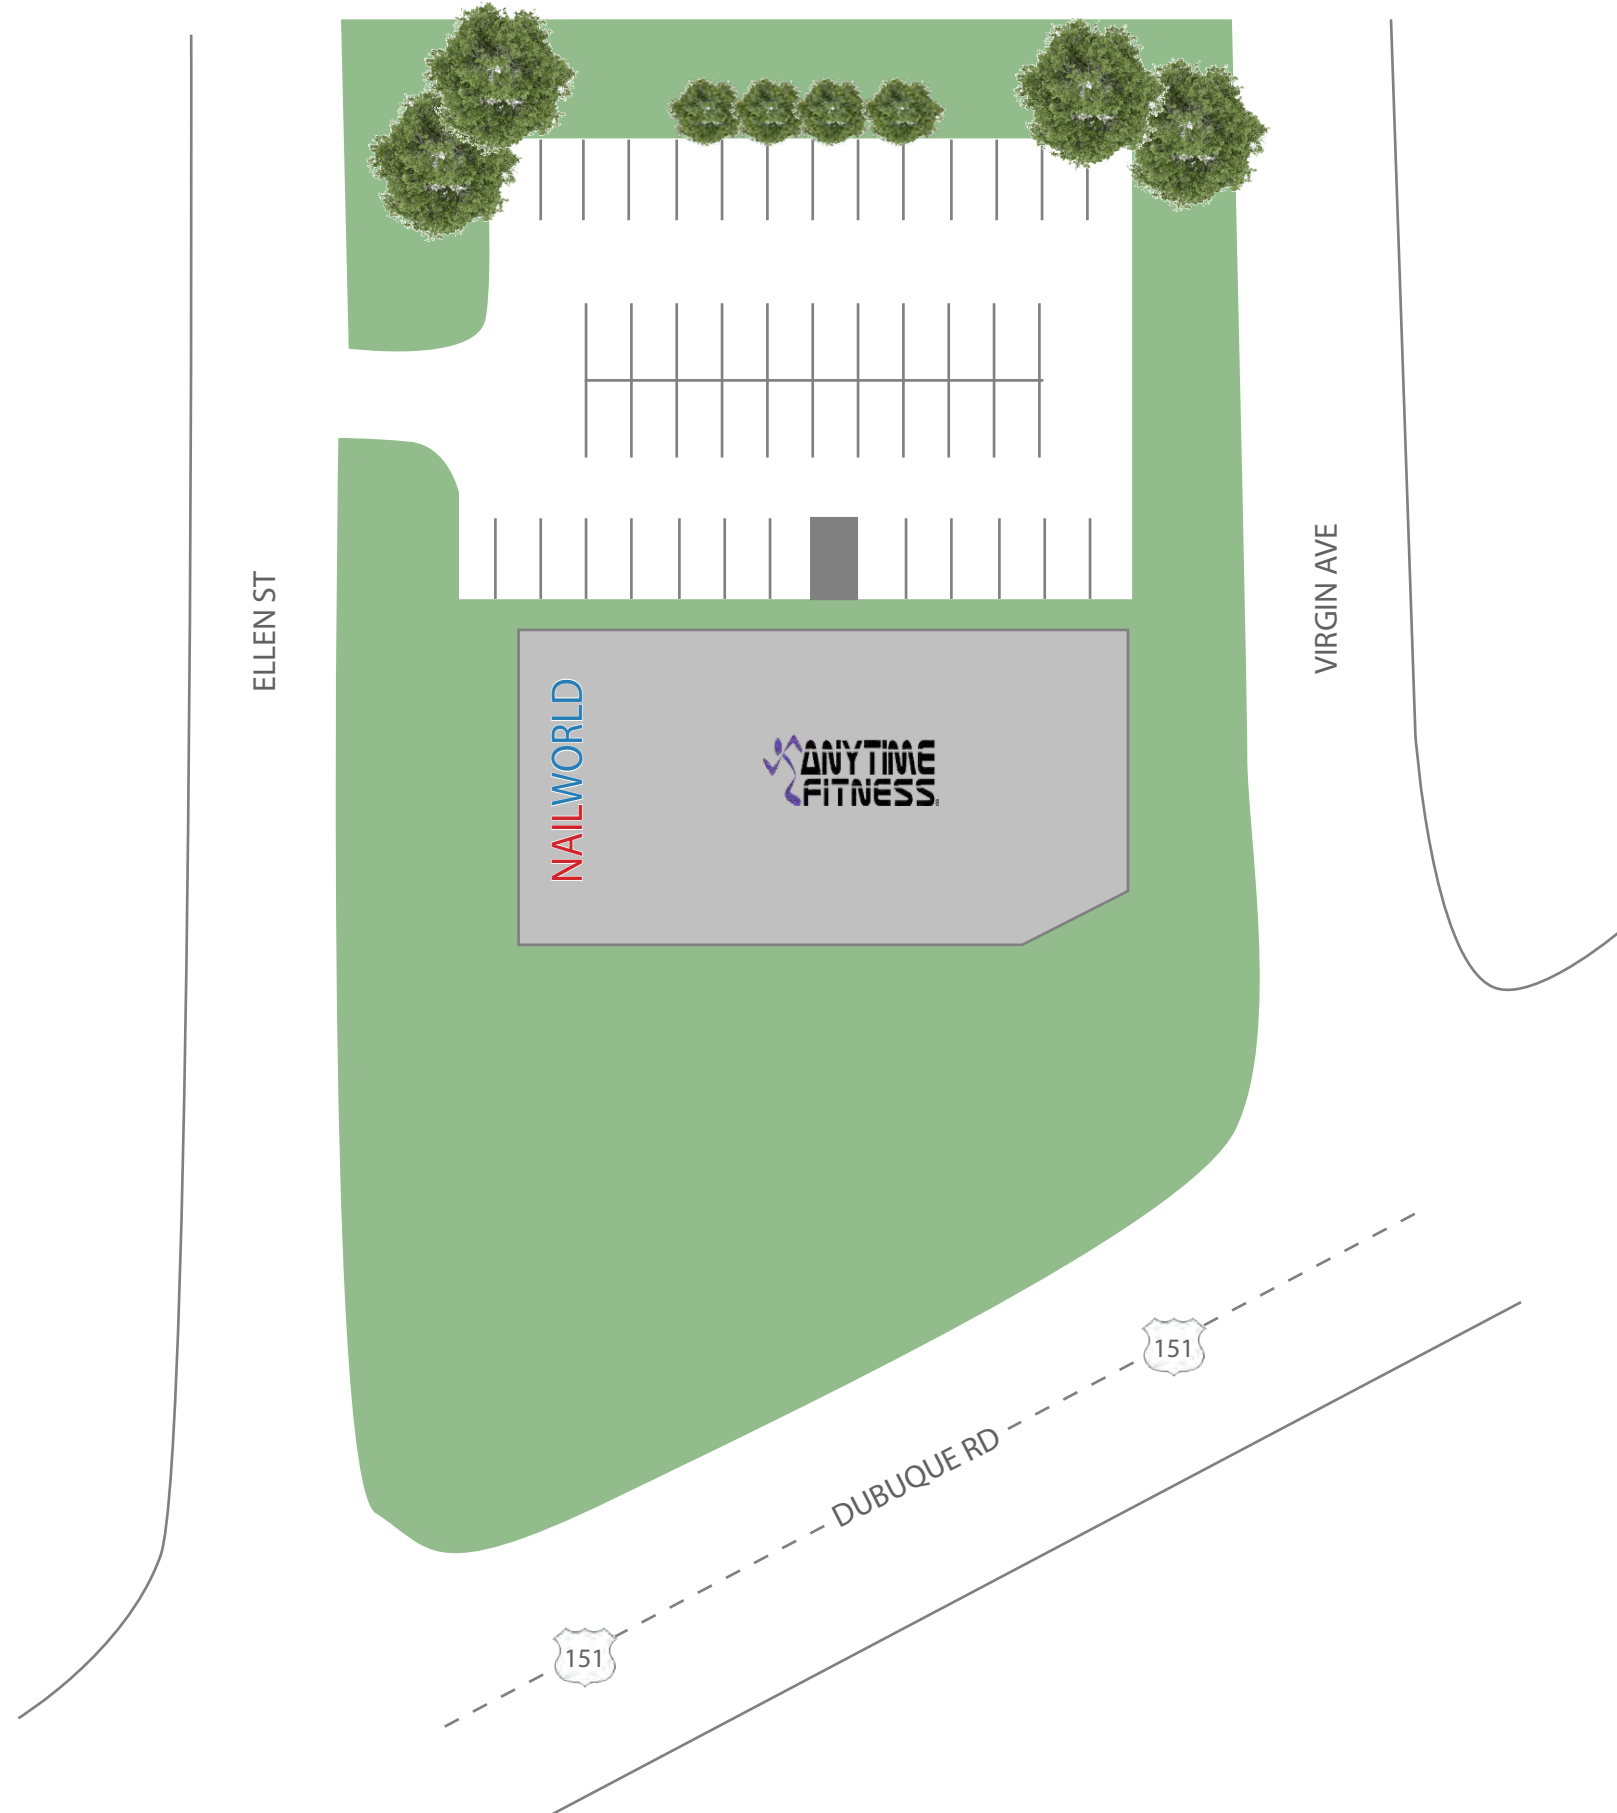 ELLEN ST
VIRGIN AVE
NAILWORLD
ANYTIME
FITNESS
151
DUBUQUE RD
151